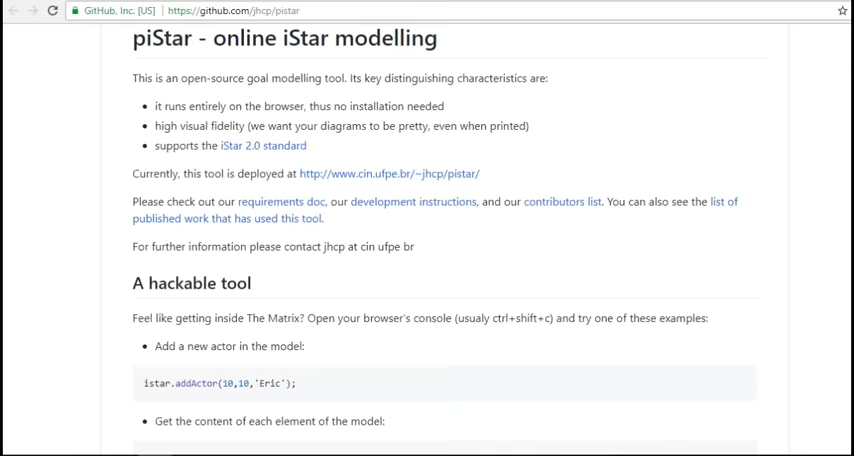 GitHub, Inc. [US] | https://github.com/jhcp/pistar
piStar - online iStar modelling
This is an open-source goal modelling tool. Its key distinguishing characteristics are:
• it runs entirely on the browser, thus no installation needed
• high visual fidelity (we want your diagrams to be pretty, even when printed)
• supports the iStar 2.0 standard
Currently, this tool is deployed at http://www.cin.ufpe.br/~jhcp/pistar/
Please check out our requirements doc, our development instructions, and our contributors list. You can also see the list of
published work that has used this tool.
For further information please contact jhcp at cin ufpe br
A hackable tool
Feel like getting inside The Matrix? Open your browser's console (usualy ctrl+shift+c) and try one of these examples:
• Add a new actor in the model:
istar.addActor(10,10,'Eric');
• Get the content of each element of the model: